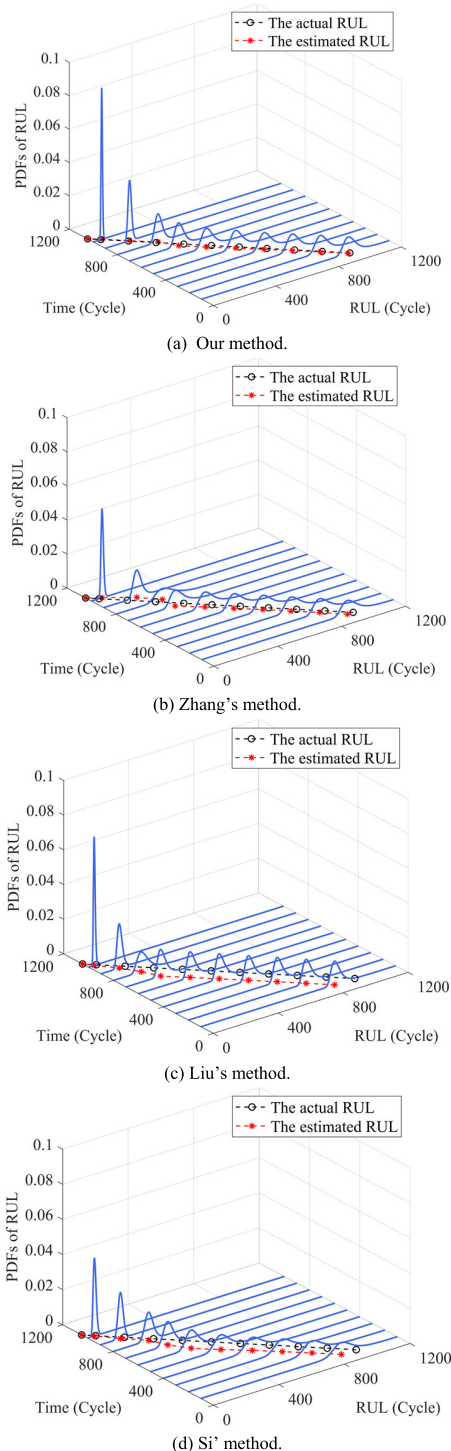 The actual RUL
The estimated RUL
0.1
0.08
0.06
0.04
0.02
0
PDFs of RUL
1200
800
400
0
Time (Cycle)
0
400
800
1200
RUL (Cycle)
(a) Our method.
The actual RUL
The estimated RUL
0.1
0.08
0.06
0.04
0.02
0
PDFs of RUL
1200
800
400
0
Time (Cycle)
0
400
800
1200
RUL (Cycle)
(b) Zhang’s method.
The actual RUL
The estimated RUL
0.1
0.08
0.06
0.04
0.02
0
PDFs of RUL
1200
800
400
0
Time (Cycle)
0
400
800
1200
RUL (Cycle)
(c) Liu’s method.
The actual RUL
The estimated RUL
0.1
0.08
0.06
0.04
0.02
0
PDFs of RUL
1200
800
400
0
Time (Cycle)
0
400
800
1200
RUL (Cycle)
(d) Si’ method.